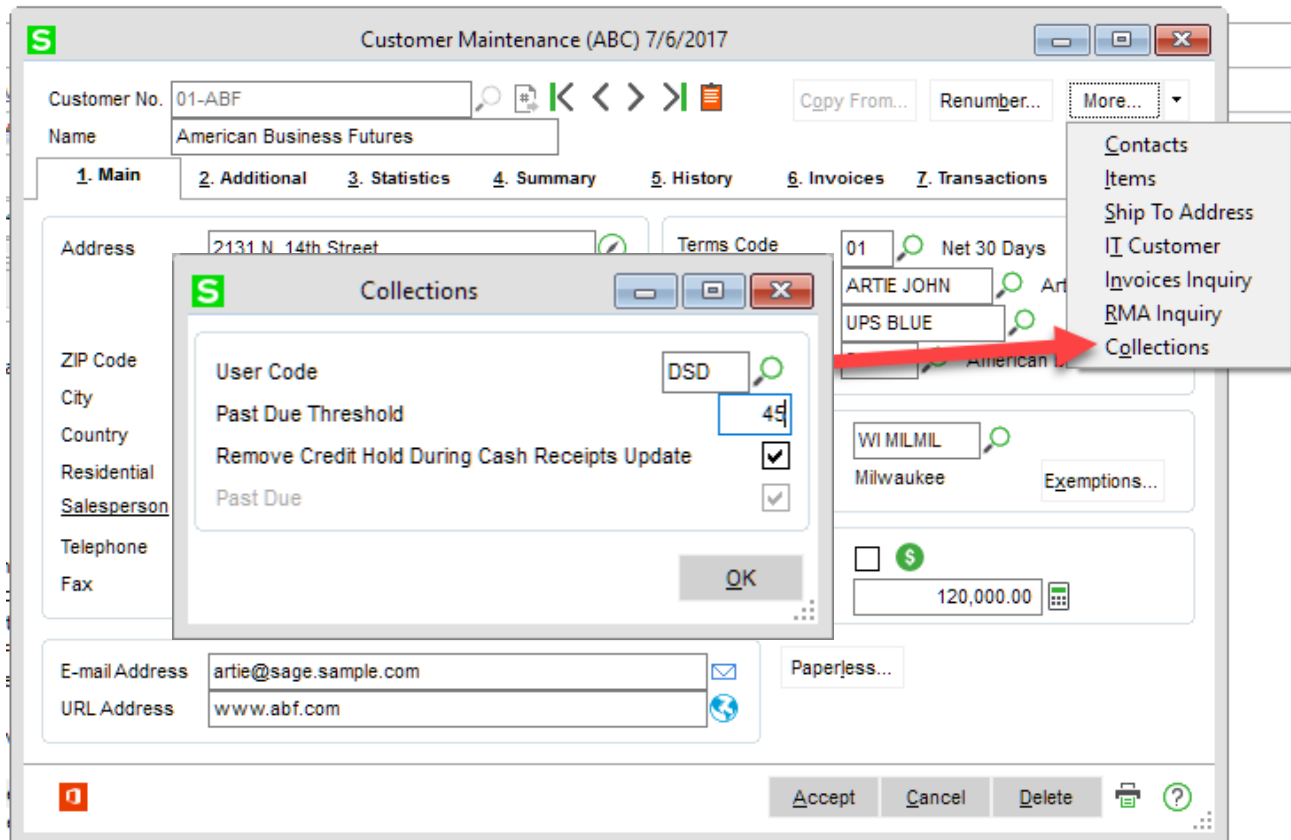 S Customer Maintenance (ABC) 7/6/2017
Customer No. 01-ABF # Copy From... Renumber... More...
Name American Business Futures
1. Main 2. Additional 3. Statistics 4. Summary 5. History 6. Invoices 7. Transactions
Contacts
Items
Ship To Address
IT Customer
Invoices Inquiry
RMA Inquiry
Collections
Address 2131 N. 14th Street
ZIP Code
City
Country
Residential
Salesperson
Telephone
Fax
Terms Code 01 Net 30 Days
ARTIE JOHN
UPS BLUE
American
WI MILMIL
Milwaukee Exemptions...
$
120,000.00
S Collections
User Code DSD
Past Due Threshold 45
Remove Credit Hold During Cash Receipts Update
Past Due
OK
E-mail Address artie@sage.sample.com
URL Address www.abf.com
Paperless...
Accept Cancel Delete ?